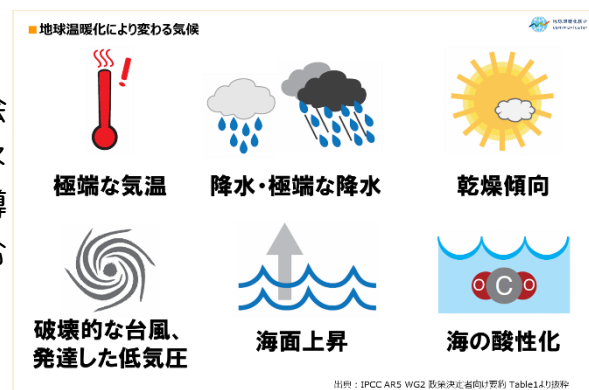 ■地球温暖化により変わる気候
極端な気温
降水・極端な降水
乾燥傾向
破壊的な台風、
発達した低気圧
海面上昇
O C O
海の酸性化
出典：IPCC AR5 WG2 政策決定者向け要約 Table1より抜粋